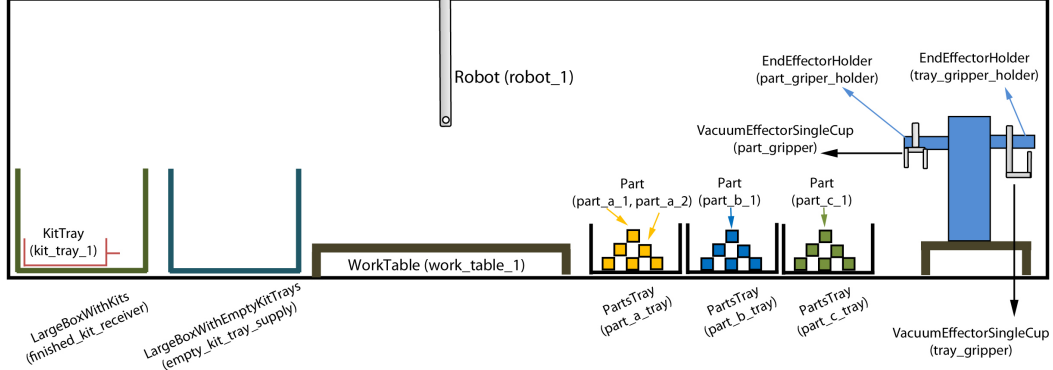 EndEffectorHolder
(part_griper_holder)
EndEffectorHolder
(tray_gripper_holder)
Robot (robot_1)
VacuumEffectorSingleCup
(part_gripper)
Part
(part_a_1, part_a_2)
Part
(part_b_1)
Part
(part_c_1)
KitTray
(kit_tray_1)
WorkTable (work_table_1)
LargeBoxWithKits
(finished_kit_receiver)
LargeBoxWithEmptyKitTrays
(empty_kit_tray_supply)
PartsTray
(part_a_tray)
PartsTray
(part_b_tray)
PartsTray
(part_c_tray)
VacuumEffectorSingleCup
(tray_gripper)